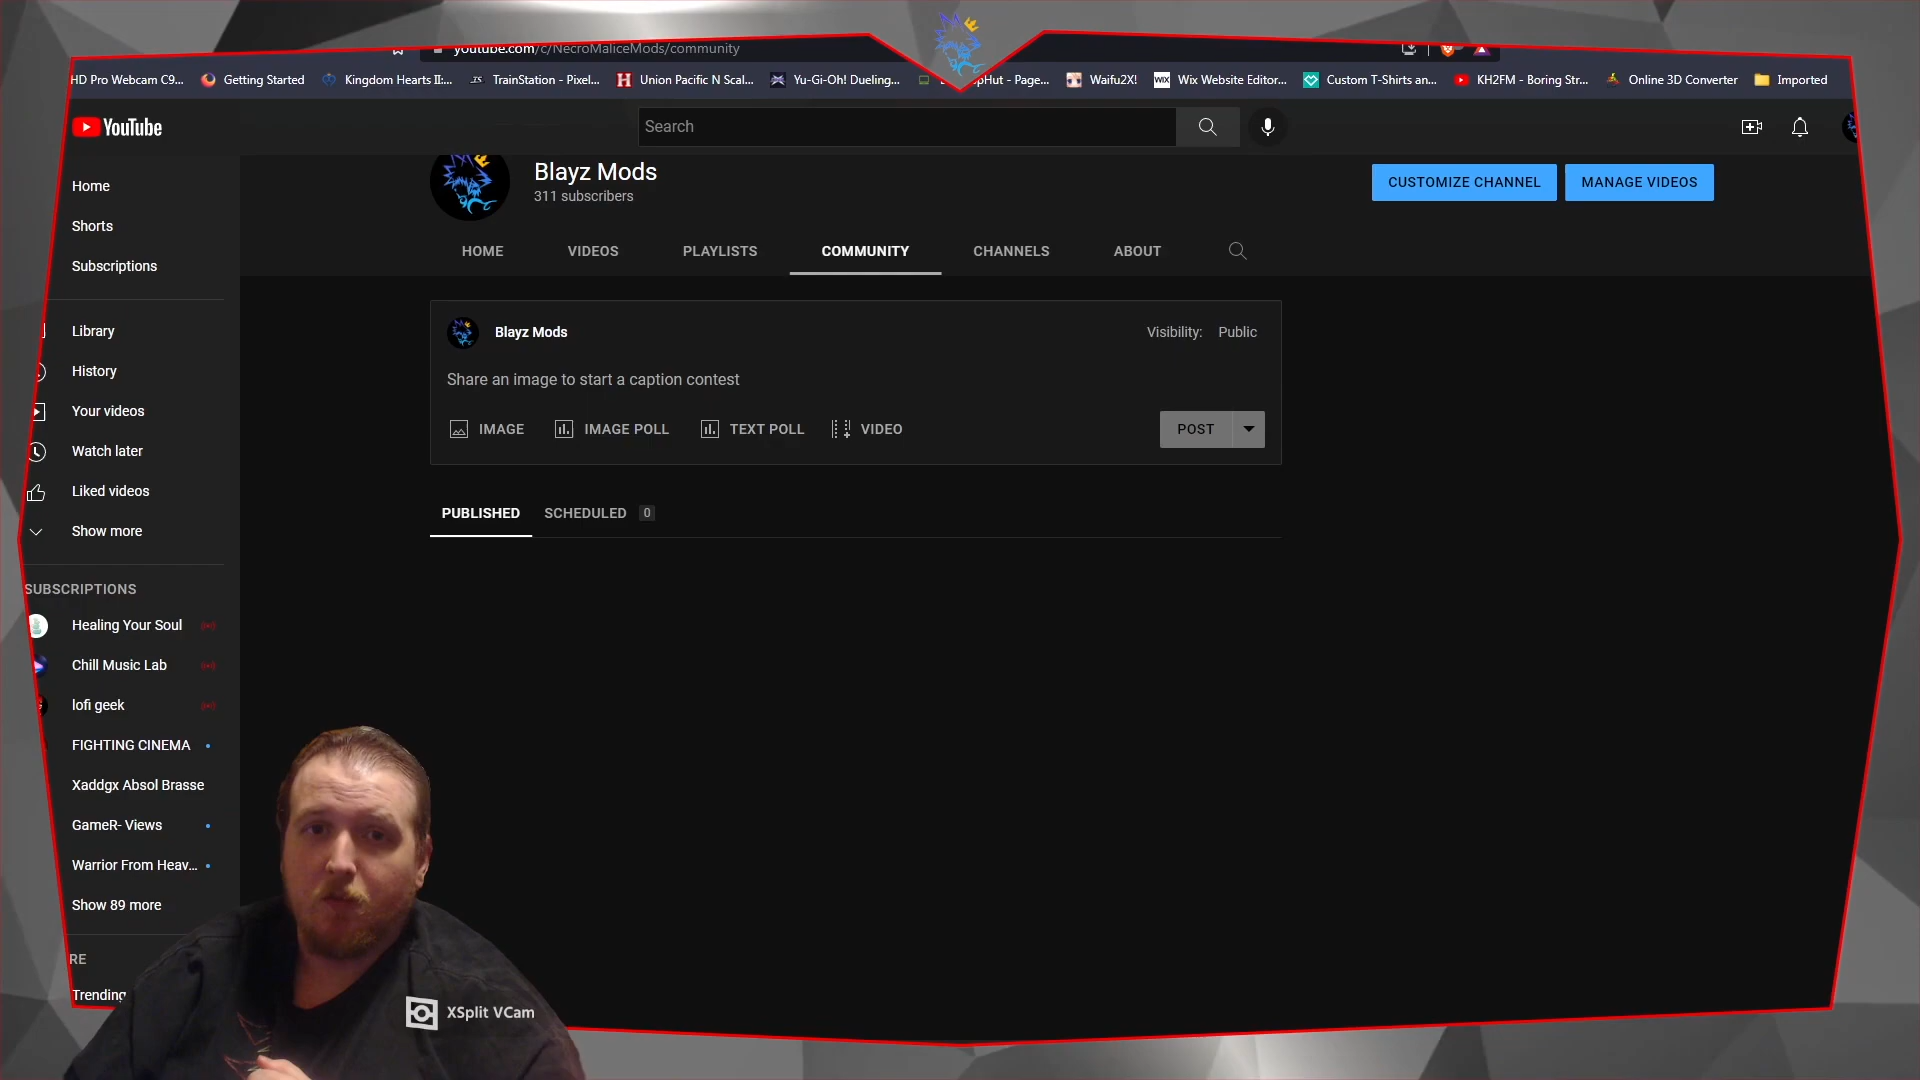 youtube.com/c/NecroMaliceMods/community
HD Pro Webcam C9... Getting Started Kingdom Hearts II:... TrainStation - Pixel... Union Pacific N Scal... Yu-Gi-Oh! Dueling... Hut - Page... Waifu2X! Wix Website Editor... Custom T-Shirts an... KH2FM - Boring Str... Online 3D Converter Imported
YouTube
Search
Blayz Mods
311 subscribers
CUSTOMIZE CHANNEL
MANAGE VIDEOS
HOME VIDEOS PLAYLISTS COMMUNITY CHANNELS ABOUT
Blayz Mods
Visibility: Public
Share an image to start a caption contest
IMAGE IMAGE POLL TEXT POLL VIDEO
POST
PUBLISHED SCHEDULED 0
Home
Shorts
Subscriptions
Library
History
Your videos
Watch later
Liked videos
Show more
SUBSCRIPTIONS
Healing Your Soul
Chill Music Lab
lofi geek
FIGHTING CINEMA
Xaddgx Absol Brasse
GameR- Views
Warrior From Heav...
Show 89 more
RE
Trending
XSplit VCam